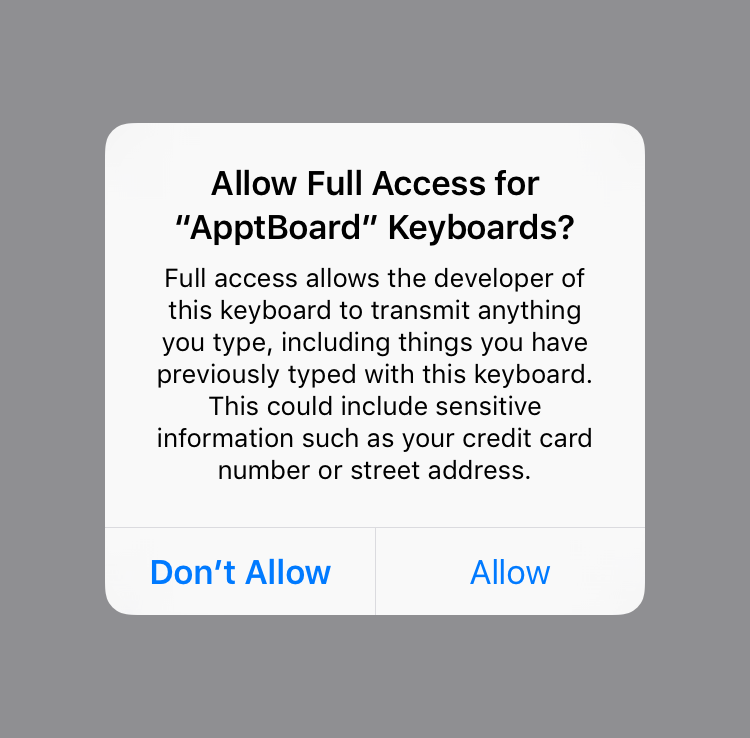 Allow Full Access for
“ApptBoard” Keyboards?
Full access allows the developer of
this keyboard to transmit anything
you type, including things you have
previously typed with this keyboard.
This could include sensitive
information such as your credit card
number or street address.
Don’t Allow
Allow